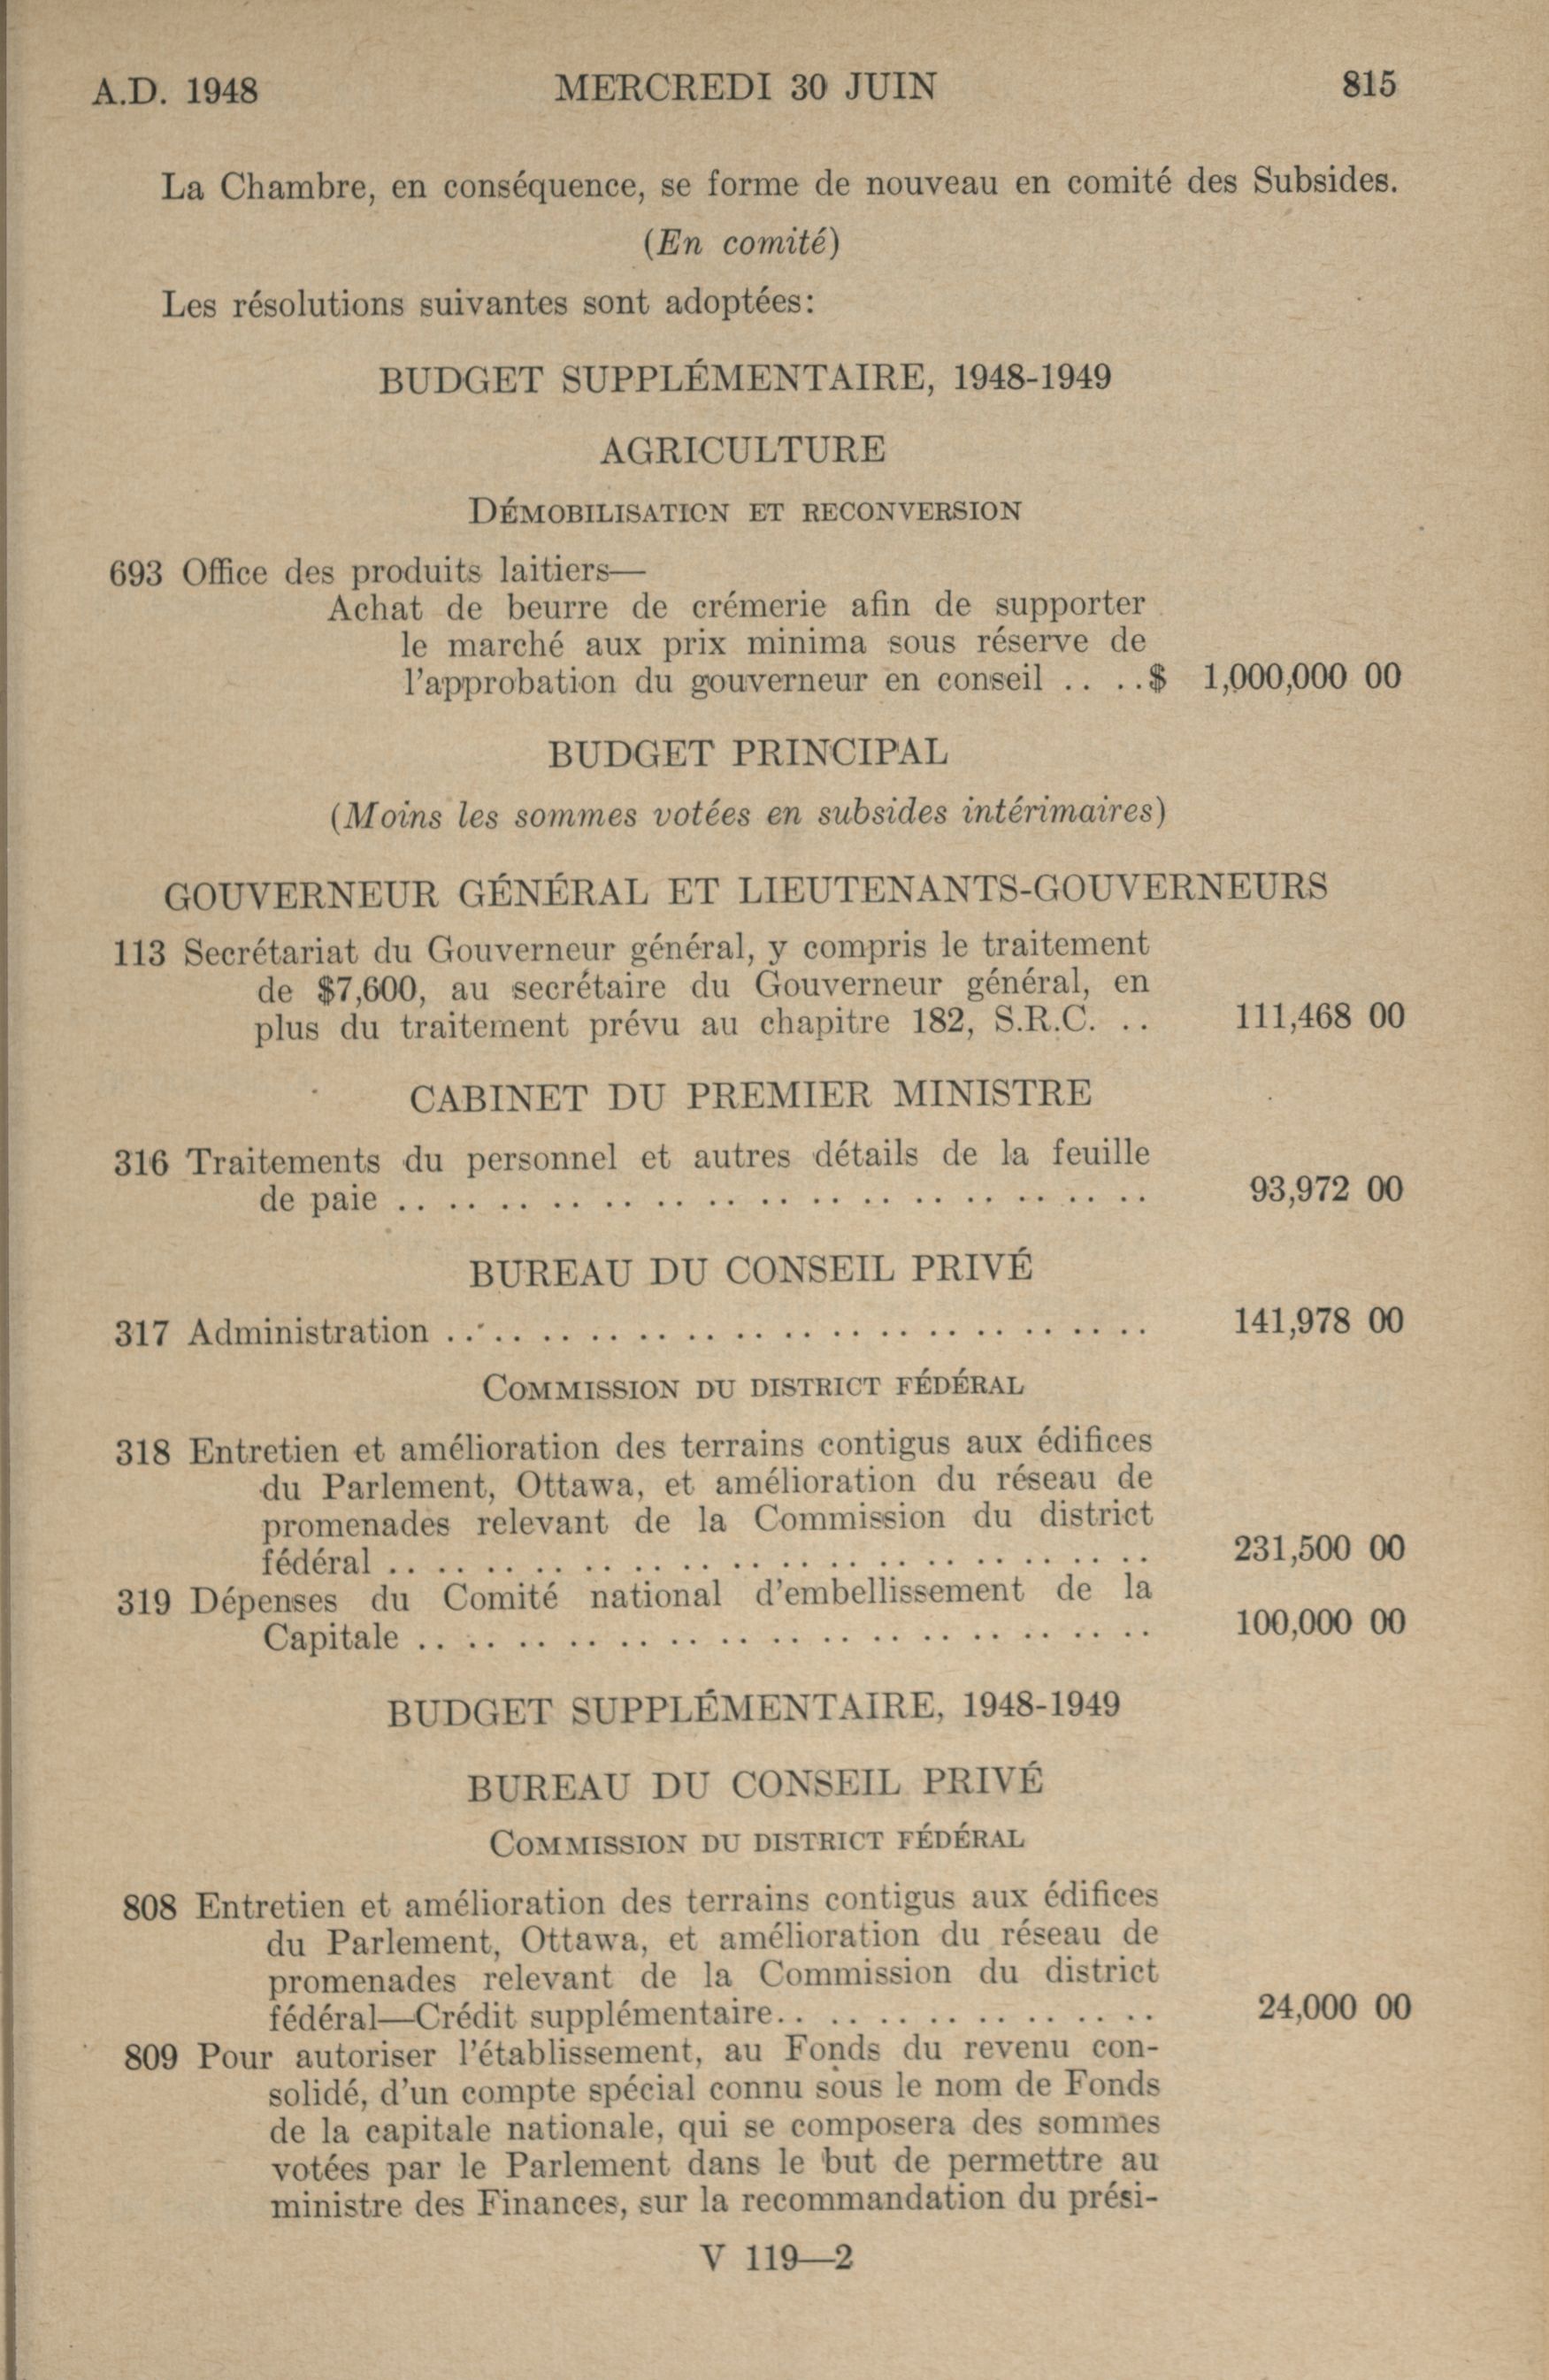 A.D. 1948 MERCREDI 30 JUIN 815
La Chambre, en conséquence, se forme de nouveau en comité des Subsides.
(En comité)
Les résolutions suivantes sont adoptées:
BUDGET SUPPLÉMENTAIRE, 1948-1949
AGRICULTURE
DÉMOBILISATION ET RECONVERSION
693 Office des produits laitiers—
Achat de beurre de crémerie afin de supporter
le marché aux prix minima sous réserve de
l'approbation du gouverneur en conseil .. ..$ 1,000,000 00
BUDGET PRINCIPAL
(Moins les sommes votées en subsides intérimaires)
GOUVERNEUR GÉNÉRAL ET LIEUTENANTS-GOUVERNEURS
113 Secrétariat du Gouverneur général, y compris le traitement
de $7,600, au secrétaire du Gouverneur général, en
plus du traitement prévu au chapitre 182, S.R.C. .. 111,468 00
CABINET DU PREMIER MINISTRE
316 Traitements du personnel et autres détails de la feuille
de paie .. .. .. .. .. .. .. .. .. .. .. .. .. .. .. 93,972 00
BUREAU DU CONSEIL PRIVÉ
317 Administration .. .. .. .. .. .. .. .. .. .. .. .. .. .. .. 141,978 00
COMMISSION DU DISTRICT FÉDÉRAL
318 Entretien et amélioration des terrains contigus aux édifices
du Parlement, Ottawa, et amélioration du réseau de
promenades relevant de la Commission du district
fédéral .. .. .. .. .. .. .. .. .. .. .. .. .. .. .. .. 231,500 00
319 Dépenses du Comité national d'embellissement de la
Capitale .. .. .. .. .. .. .. .. .. .. .. .. .. .. .. 100,000 00
BUDGET SUPPLÉMENTAIRE, 1948-1949
BUREAU DU CONSEIL PRIVÉ
COMMISSION DU DISTRICT FÉDÉRAL
808 Entretien et amélioration des terrains contigus aux édifices
du Parlement, Ottawa, et amélioration du réseau de
promenades relevant de la Commission du district
fédéral—Crédit supplémentaire.. .. .. .. .. .. .. .. 24,000 00
809 Pour autoriser l'établissement, au Fonds du revenu con-
solidé, d'un compte spécial connu sous le nom de Fonds
de la capitale nationale, qui se composera des sommes
votées par le Parlement dans le but de permettre au
ministre des Finances, sur la recommandation du prési-
V 119—2